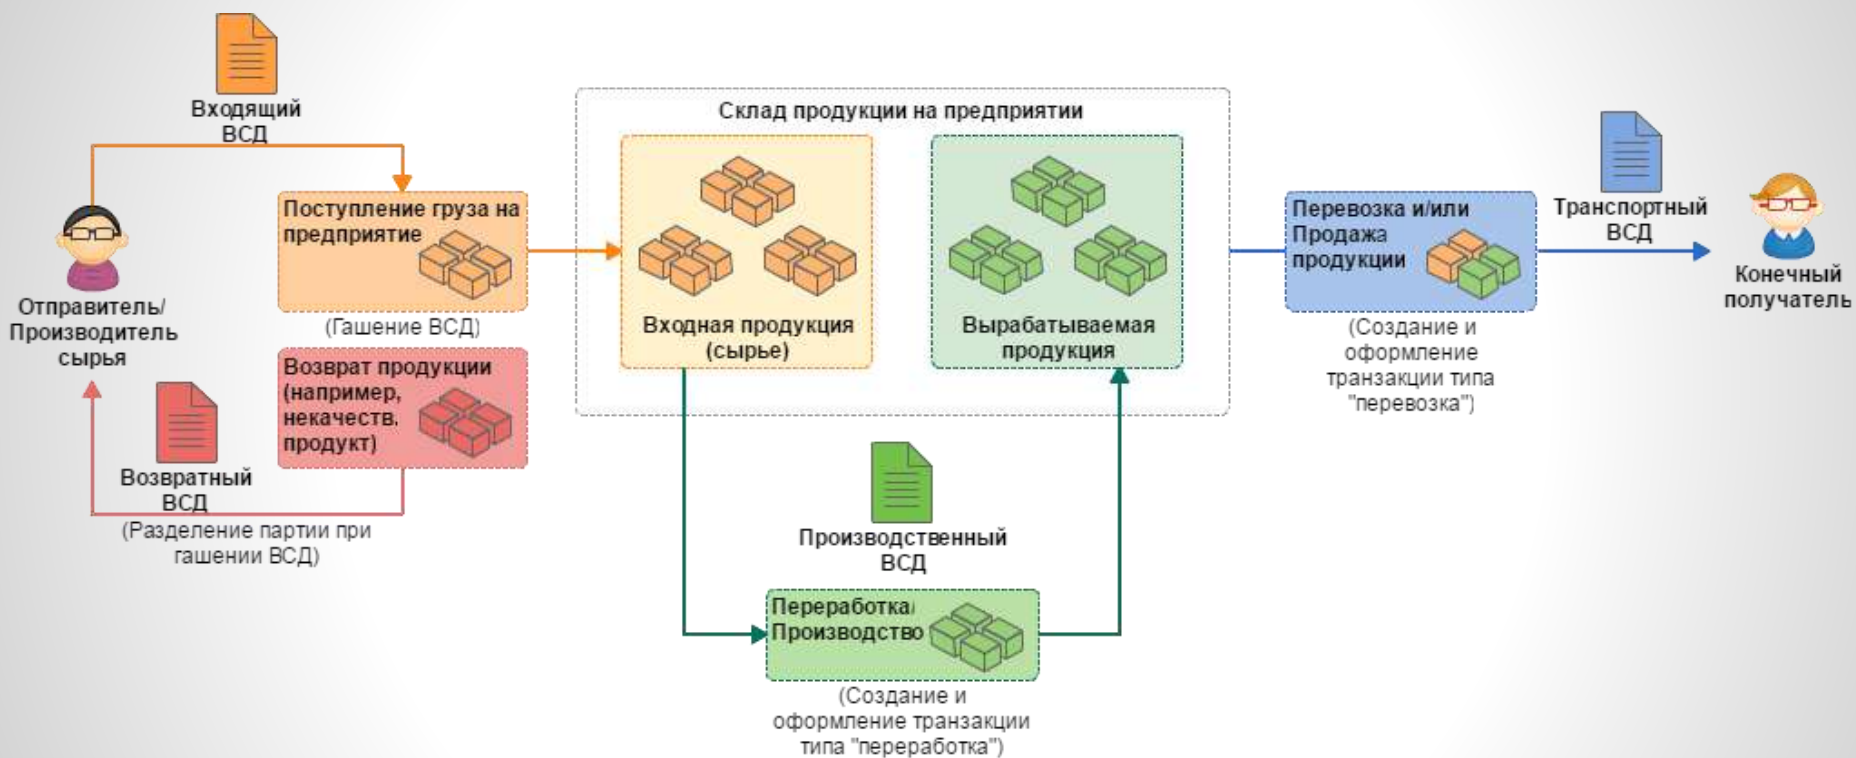 Входящий
ВСД
Отправитель/
Производитель
сырья
Поступление груза на
предприятие
(Гашение ВСД)
Возврат продукции
(например,
некачеств.
продукт)
Возвратный
ВСД
(Разделение партии при
гашении ВСД)
Склад продукции на предприятии
Входная продукция
(сырье)
Вырабатываемая
продукция
Производственный
ВСД
Переработка/
Производство
(Создание и
оформление транзакции
типа "переработка")
Перевозка и/или
Продажа
продукции
(Создание и
оформление
транзакции типа
"перевозка")
Транспортный
ВСД
Конечный
получатель